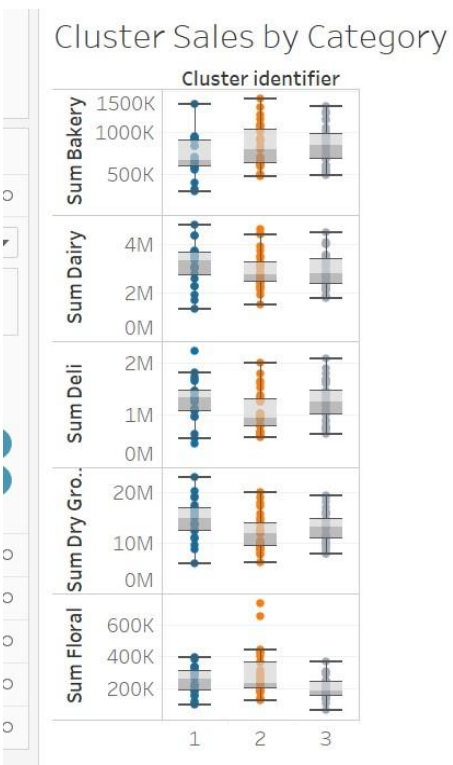 Cluster Sales by Category
Cluster identifier
Sum Bakery
1500K
1000K
500K
Sum Dairy
4M
2M
0M
Sum Deli
2M
1M
0M
Sum Dry Gro..
20M
10M
0M
Sum Floral
600K
400K
200K
1 2 3